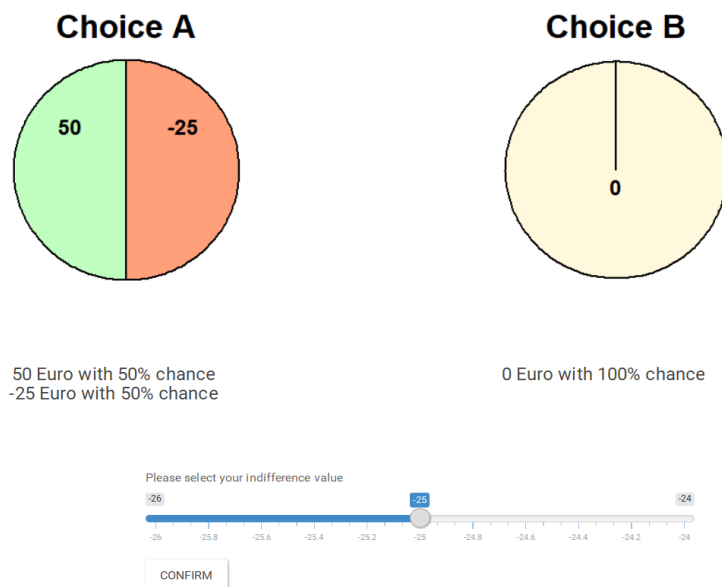 Choice A
Choice B
50
-25
0
50 Euro with 50% chance
-25 Euro with 50% chance
0 Euro with 100% chance
Please select your indifference value
-26
-25
-24
-26
-25.8
-25.6
-25.4
-25.2
-25
-24.8
-24.6
-24.4
-24.2
-24
CONFIRM